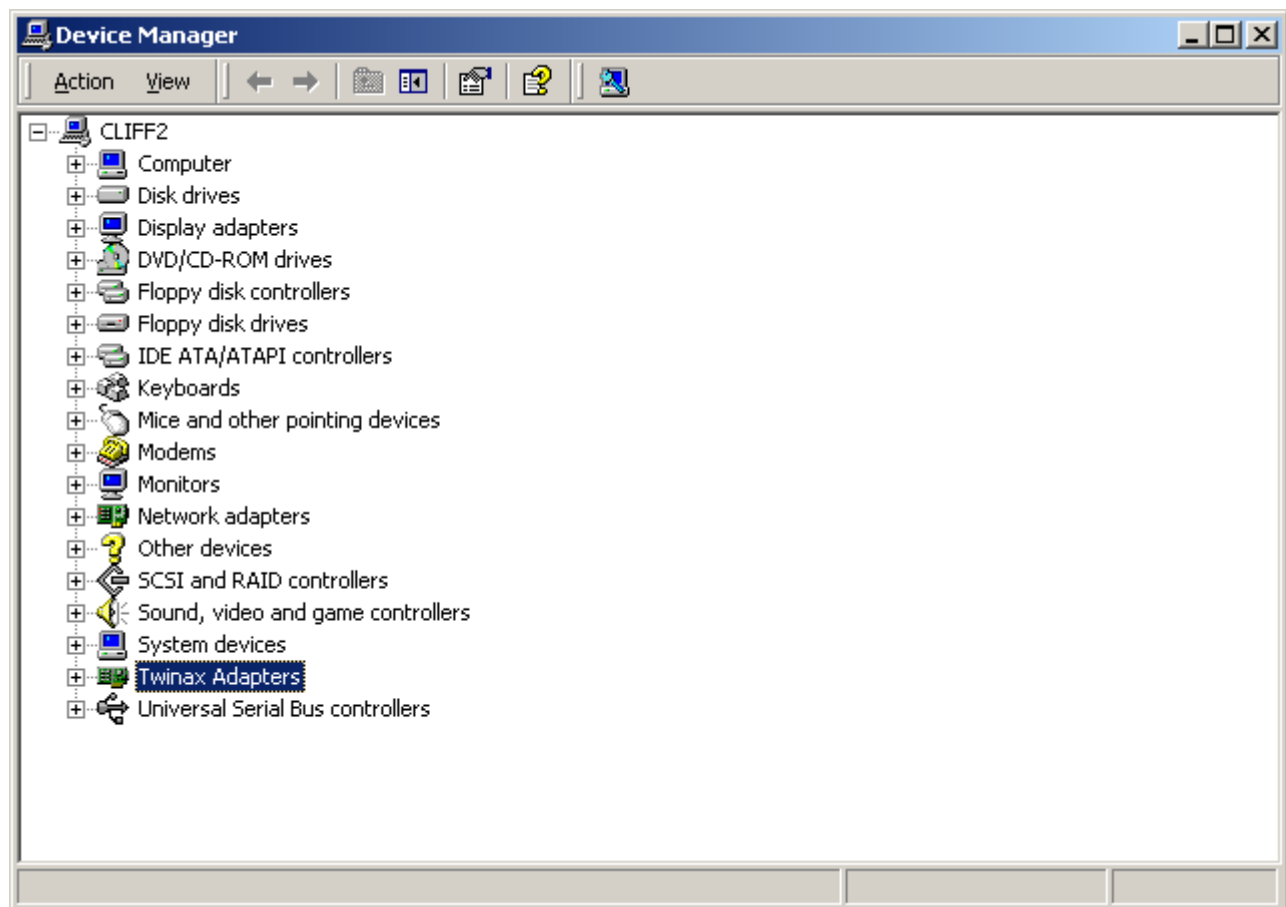 Device Manager
Action View
CLIFF2
Computer
Disk drives
Display adapters
DVD/CD-ROM drives
Floppy disk controllers
Floppy disk drives
IDE ATA/ATAPI controllers
Keyboards
Mice and other pointing devices
Modems
Monitors
Network adapters
Other devices
SCSI and RAID controllers
Sound, video and game controllers
System devices
Twinax Adapters
Universal Serial Bus controllers